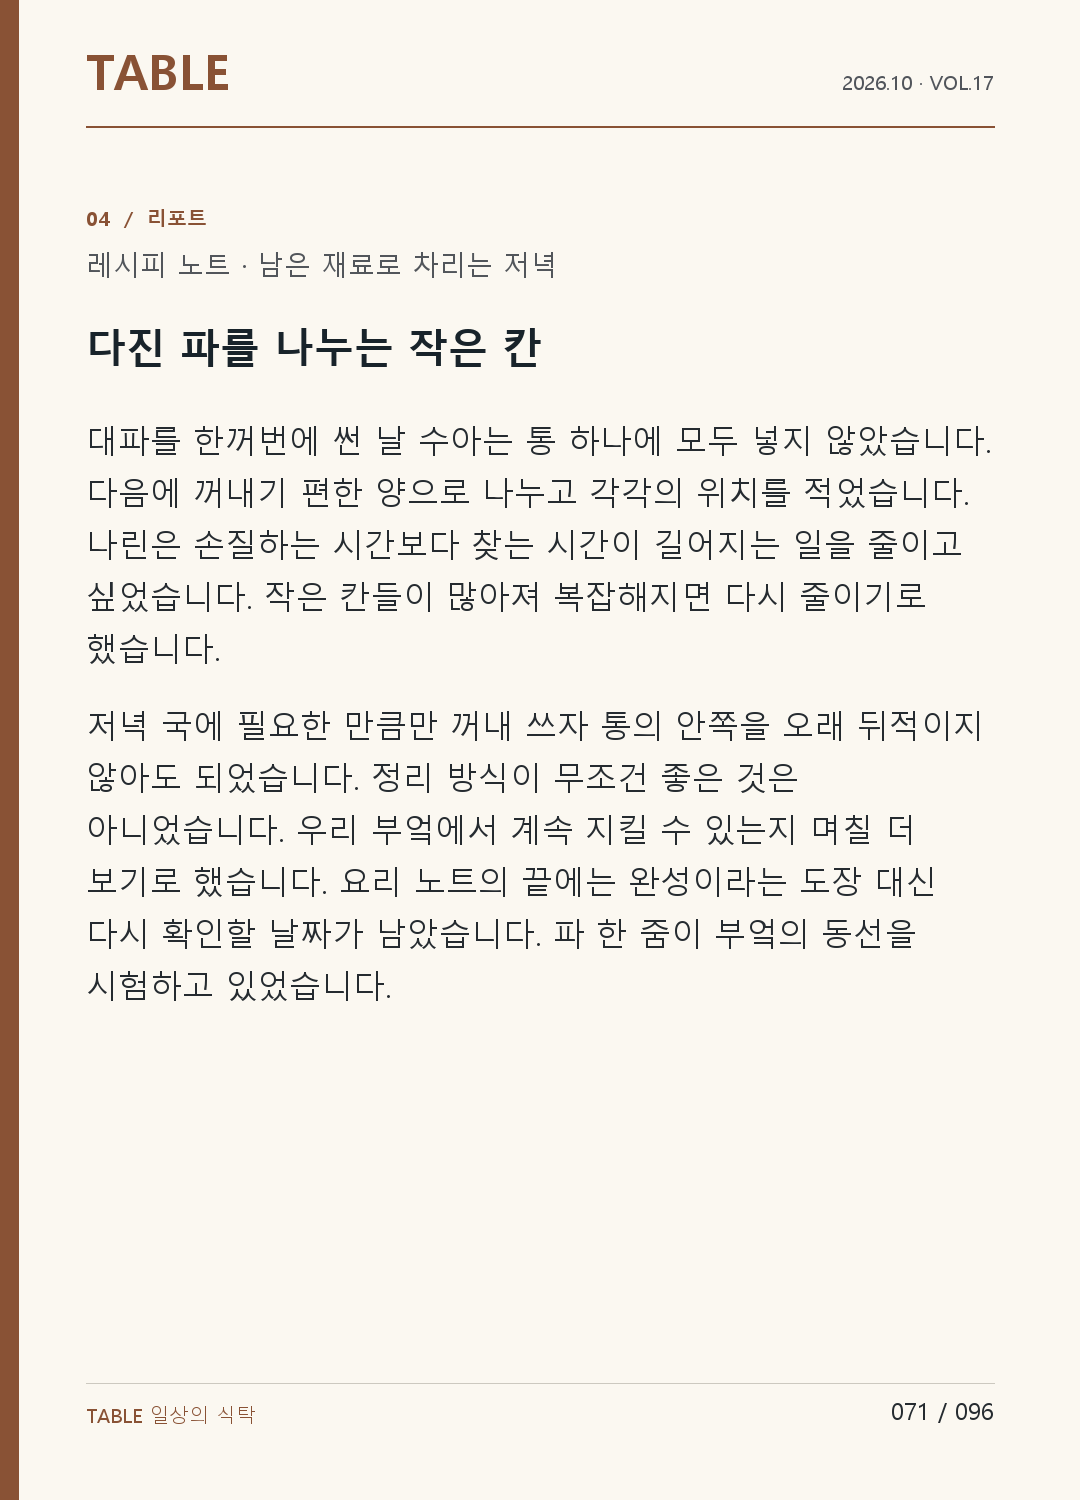 TABLE
2026.10 · VOL.17
04 / 리포트
레시피 노트 · 남은 재료로 차리는 저녁
다진 파를 나누는 작은 칸
대파를 한꺼번에 썬 날 수아는 통 하나에 모두 넣지 않았습니다.
다음에 꺼내기 편한 양으로 나누고 각각의 위치를 적었습니다.
나린은 손질하는 시간보다 찾는 시간이 길어지는 일을 줄이고
싶었습니다. 작은 칸들이 많아져 복잡해지면 다시 줄이기로
했습니다.
저녁 국에 필요한 만큼만 꺼내 쓰자 통의 안쪽을 오래 뒤적이지
않아도 되었습니다. 정리 방식이 무조건 좋은 것은
아니었습니다. 우리 부엌에서 계속 지킬 수 있는지 며칠 더
보기로 했습니다. 요리 노트의 끝에는 완성이라는 도장 대신
다시 확인할 날짜가 남았습니다. 파 한 줌이 부엌의 동선을
시험하고 있었습니다.
TABLE 일상의 식탁
071 / 096